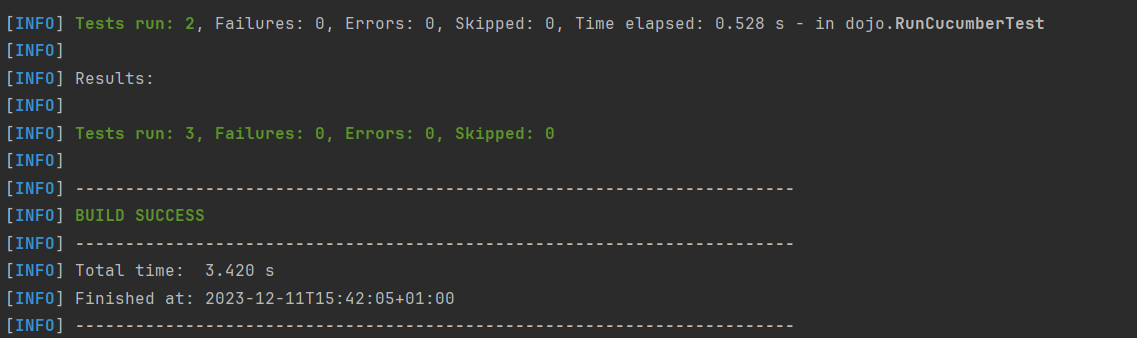 [INFO] Tests run: 2, Failures: 0, Errors: 0, Skipped: 0, Time elapsed: 0.528 s - in dojo.RunCucumberTest
[INFO]
[INFO] Results:
[INFO]
[INFO] Tests run: 3, Failures: 0, Errors: 0, Skipped: 0
[INFO]
[INFO] ------------------------------------------------------------------------
[INFO] BUILD SUCCESS
[INFO] ------------------------------------------------------------------------
[INFO] Total time:  3.420 s
[INFO] Finished at: 2023-12-11T15:42:05+01:00
[INFO] ------------------------------------------------------------------------